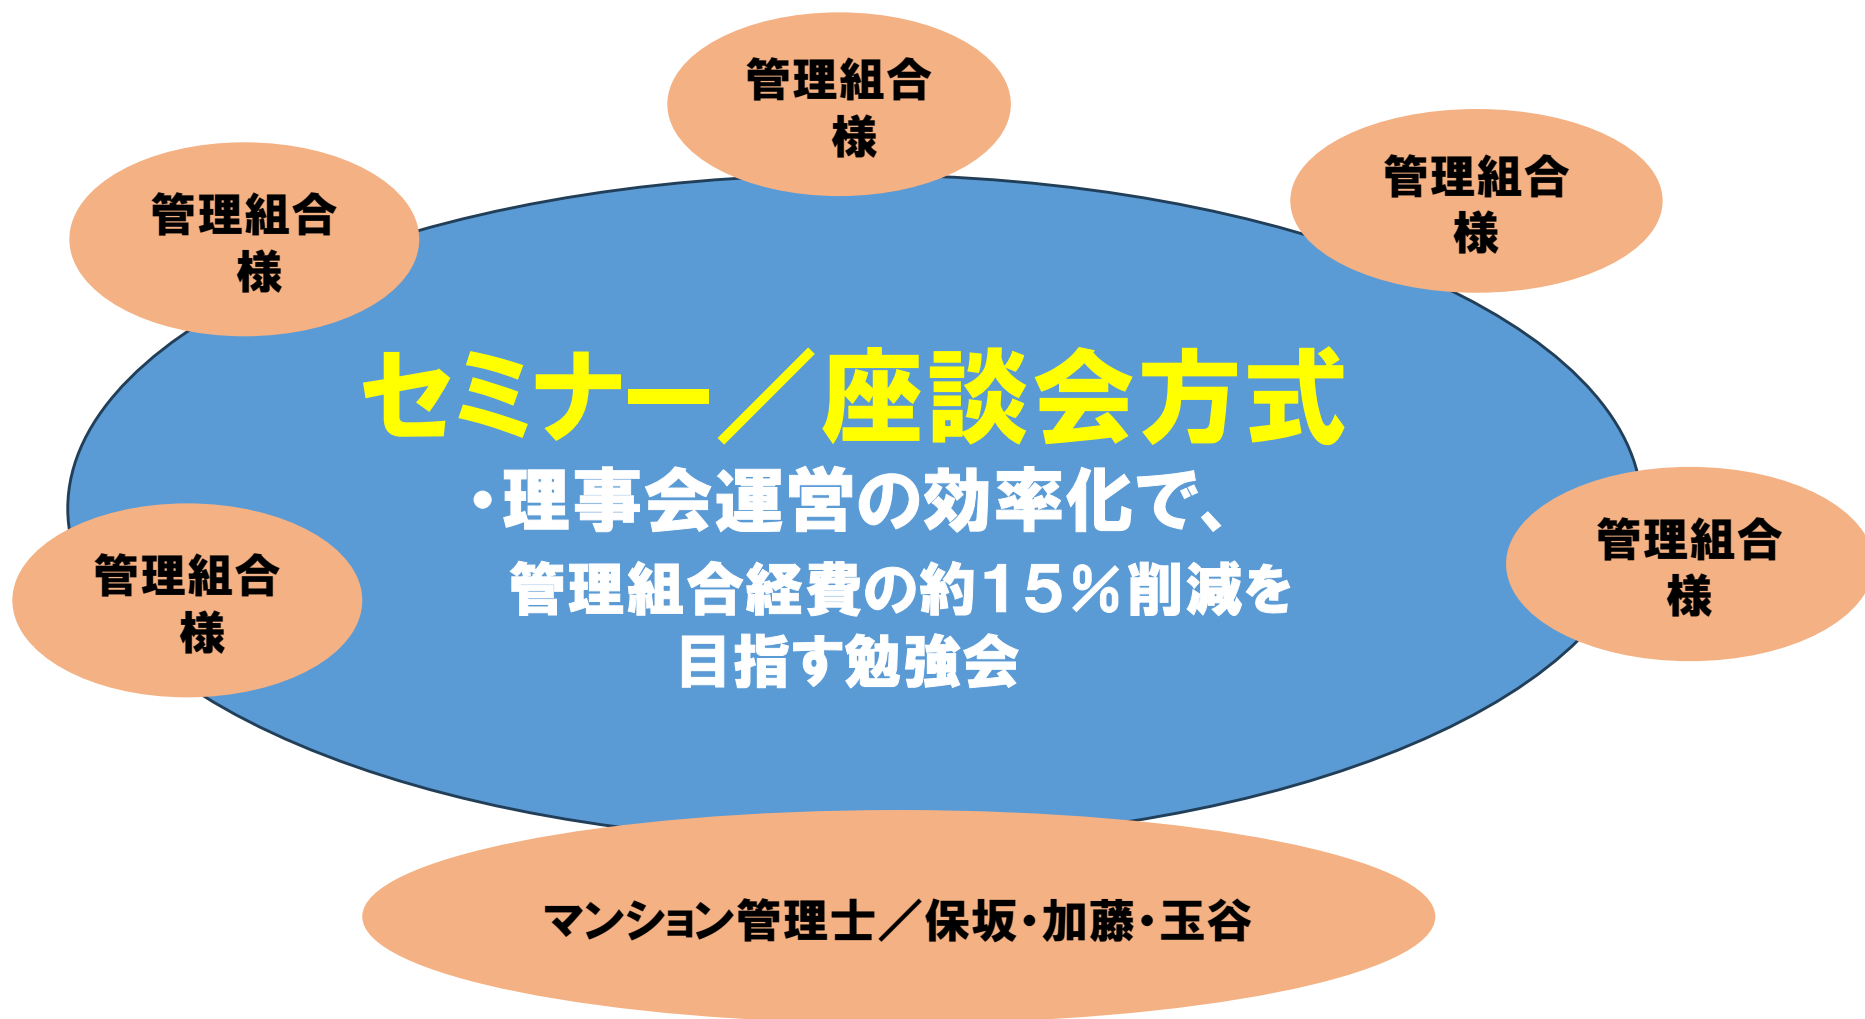 管理組合
様
管理組合
様
管理組合
様
セミナー／座談会方式
・理事会運営の効率化で、
管理組合経費の約１５％削減を
目指す勉強会
管理組合
様
管理組合
様
マンション管理士／保坂・加藤・玉谷